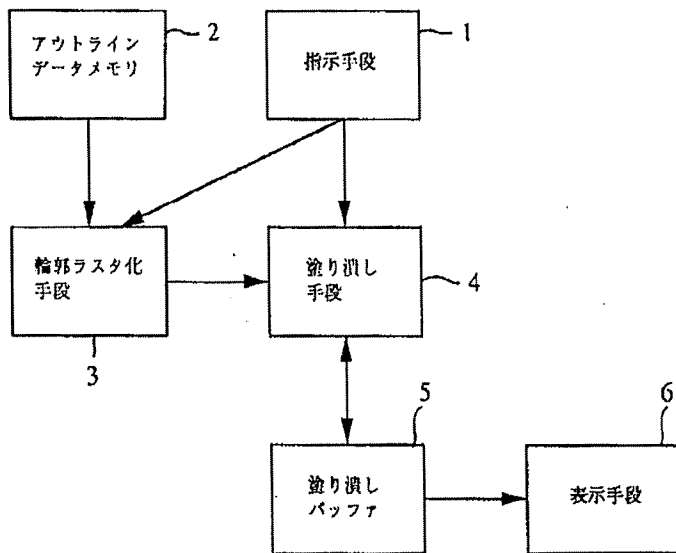 アウトライン
データメモリ
2
指示手段
1
輪郭ラスタ化
手段
3
塗り潰し
手段
4
塗り潰し
バッファ
5
表示手段
6